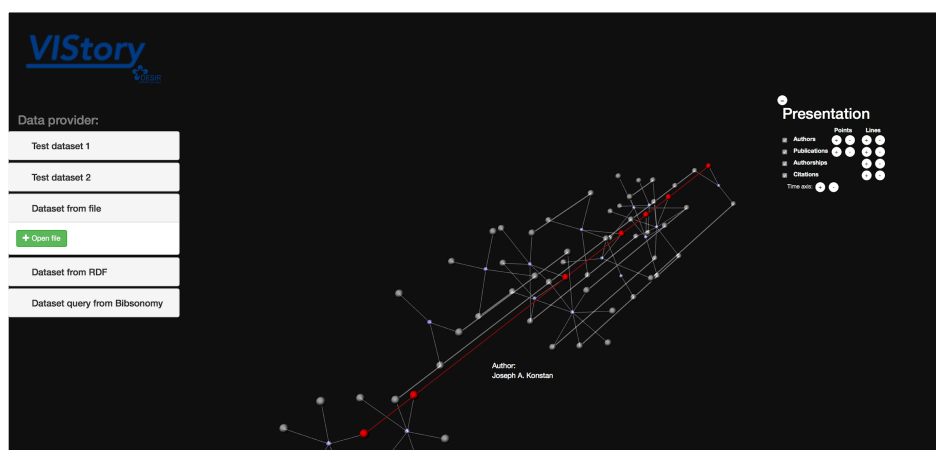 VIStory
DESIR
Data provider:
Test dataset 1
Test dataset 2
Dataset from file
+ Open file
Dataset from RDF
Dataset query from Bibsonomy
Author:
Joseph A. Konstan
-
Presentation
Points Lines
Authors + - + -
Publications + - + -
Authorships + -
Citations + -
Time axis: + -